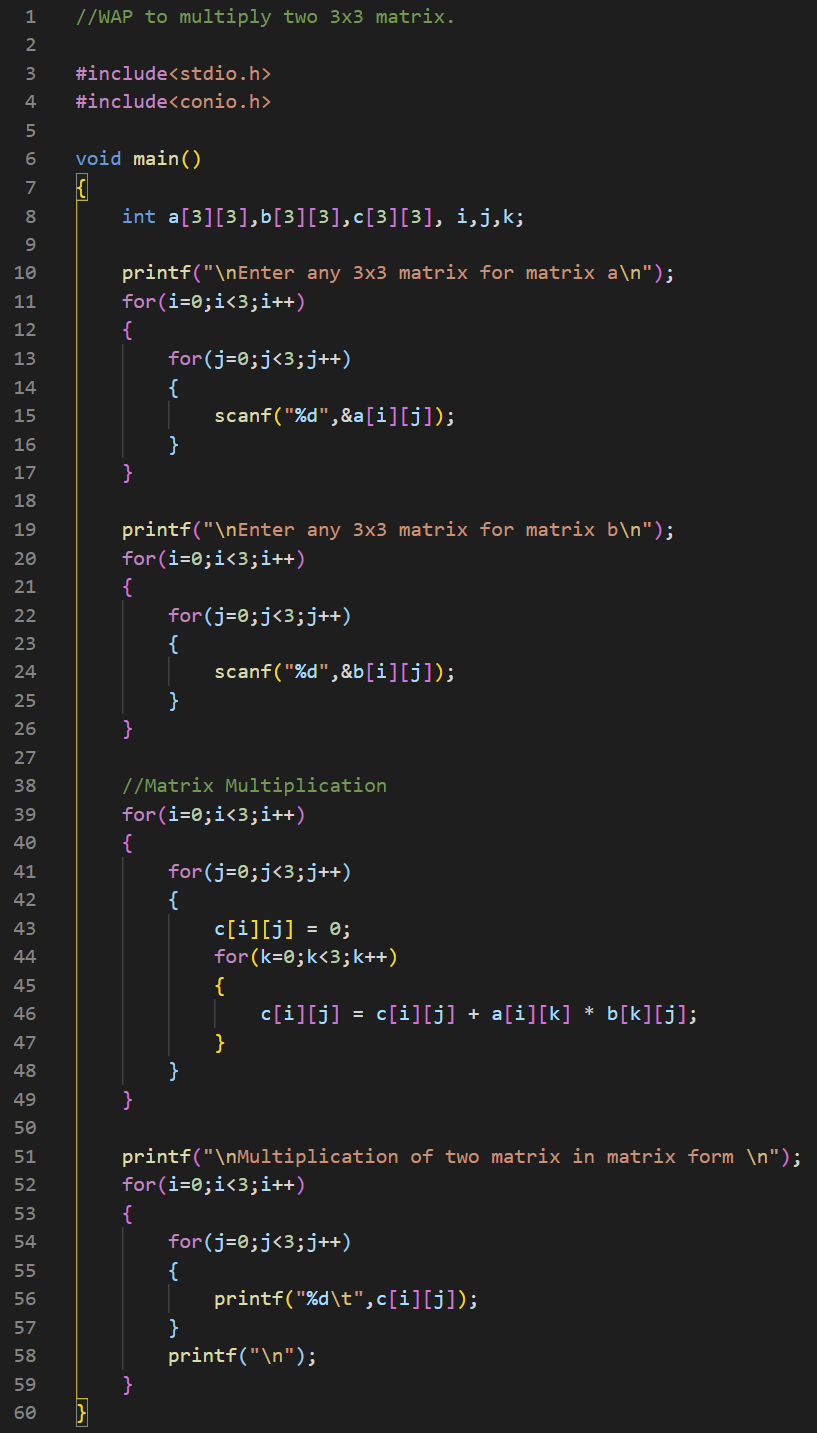 1 //WAP to multiply two 3x3 matrix.
2
3 #include<stdio.h>
4 #include<conio.h>
5
6 void main()
7 {
8     int a[3][3],b[3][3],c[3][3], i,j,k;
9
10     printf("\nEnter any 3x3 matrix for matrix a\n");
11     for(i=0;i<3;i++)
12     {
13         for(j=0;j<3;j++)
14         {
15             scanf("%d",&a[i][j]);
16         }
17     }
18
19     printf("\nEnter any 3x3 matrix for matrix b\n");
20     for(i=0;i<3;i++)
21     {
22         for(j=0;j<3;j++)
23         {
24             scanf("%d",&b[i][j]);
25         }
26     }
27
38     //Matrix Multiplication
39     for(i=0;i<3;i++)
40     {
41         for(j=0;j<3;j++)
42         {
43             c[i][j] = 0;
44             for(k=0;k<3;k++)
45             {
46                 c[i][j] = c[i][j] + a[i][k] * b[k][j];
47             }
48         }
49     }
50
51     printf("\nMultiplication of two matrix in matrix form \n");
52     for(i=0;i<3;i++)
53     {
54         for(j=0;j<3;j++)
55         {
56             printf("%d\t",c[i][j]);
57         }
58         printf("\n");
59     }
60 }